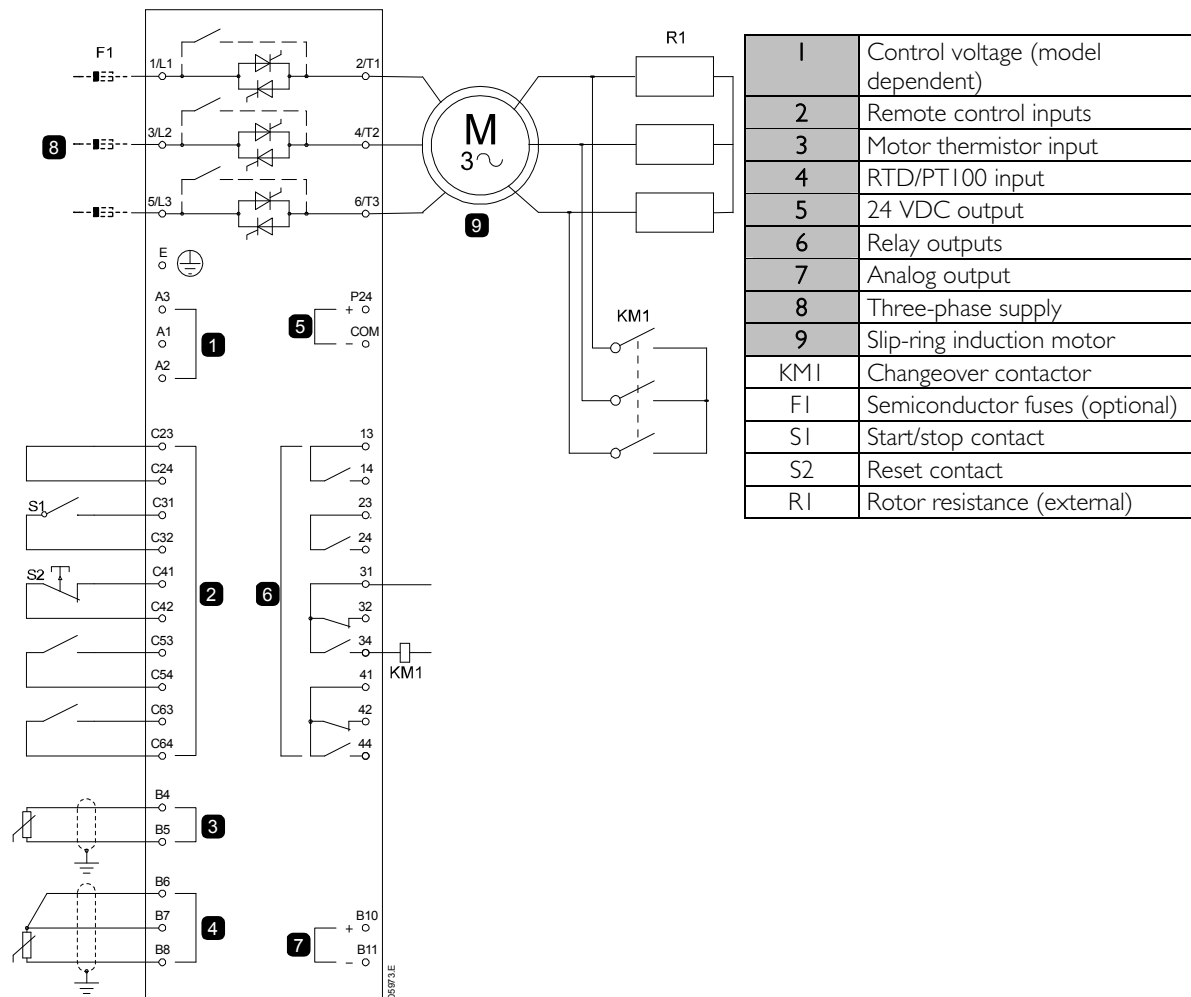 F1
1/L1
2/T1
3/L2
4/T2
8
5/L3
6/T3
M
3~
9
R1
KM1
E
A3
A1
A2
1
P24
+
COM
–
5
C23
C24
S1
C31
C32
S2
C41
C42
C53
C54
C63
C64
2
13
14
23
24
31
32
34
KM1
41
42
44
6
B4
B5
3
B6
B7
B8
4
B10
+
B11
–
7
05973.E
1 Control voltage (model
dependent)
2 Remote control inputs
3 Motor thermistor input
4 RTD/PT100 input
5 24 VDC output
6 Relay outputs
7 Analog output
8 Three-phase supply
9 Slip-ring induction motor
KM1 Changeover contactor
F1 Semiconductor fuses (optional)
S1 Start/stop contact
S2 Reset contact
R1 Rotor resistance (external)